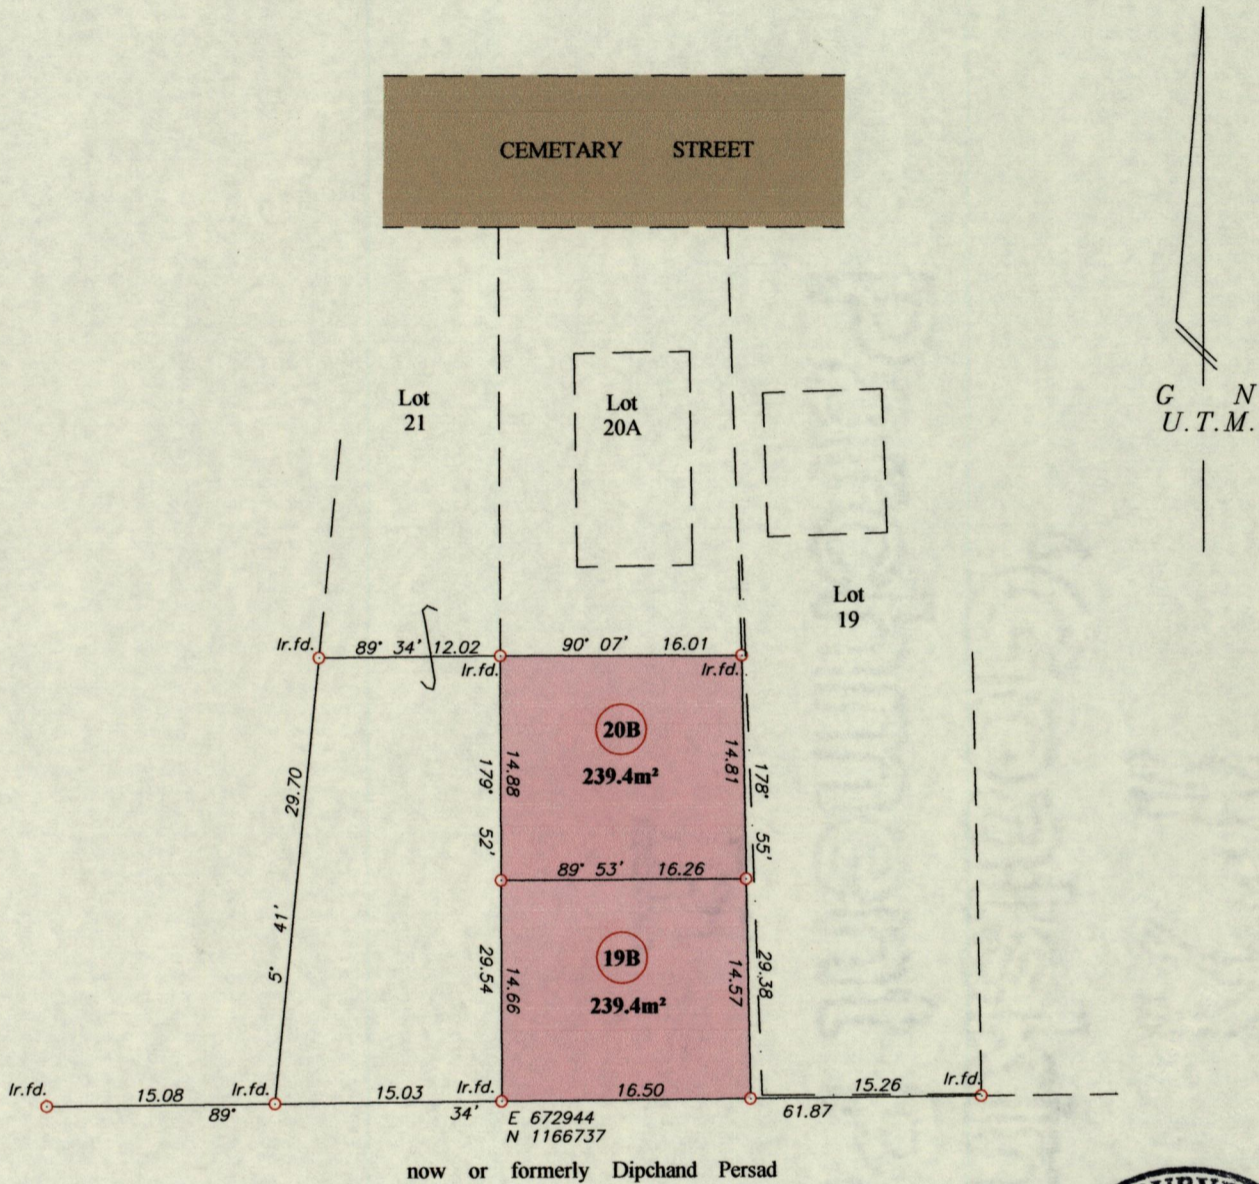 CEMETARY STREET
G N
U.T.M.
Lot
21
Lot
20A
Lot
19
Ir.fd.
89° 34' 12.02
Ir.fd.
90° 07' 16.01
Ir.fd.
20B
239.4m²
29.70
5° 41'
14.88
179° 52'
14.81
178° 55'
89° 53' 16.26
19B
239.4m²
29.54
14.66
14.57
29.38
Ir.fd.
15.08
Ir.fd.
15.03
Ir.fd.
16.50
15.26
Ir.fd.
89° 34'
61.87
E 672944
N 1166737
now or formerly Dipchand Persad